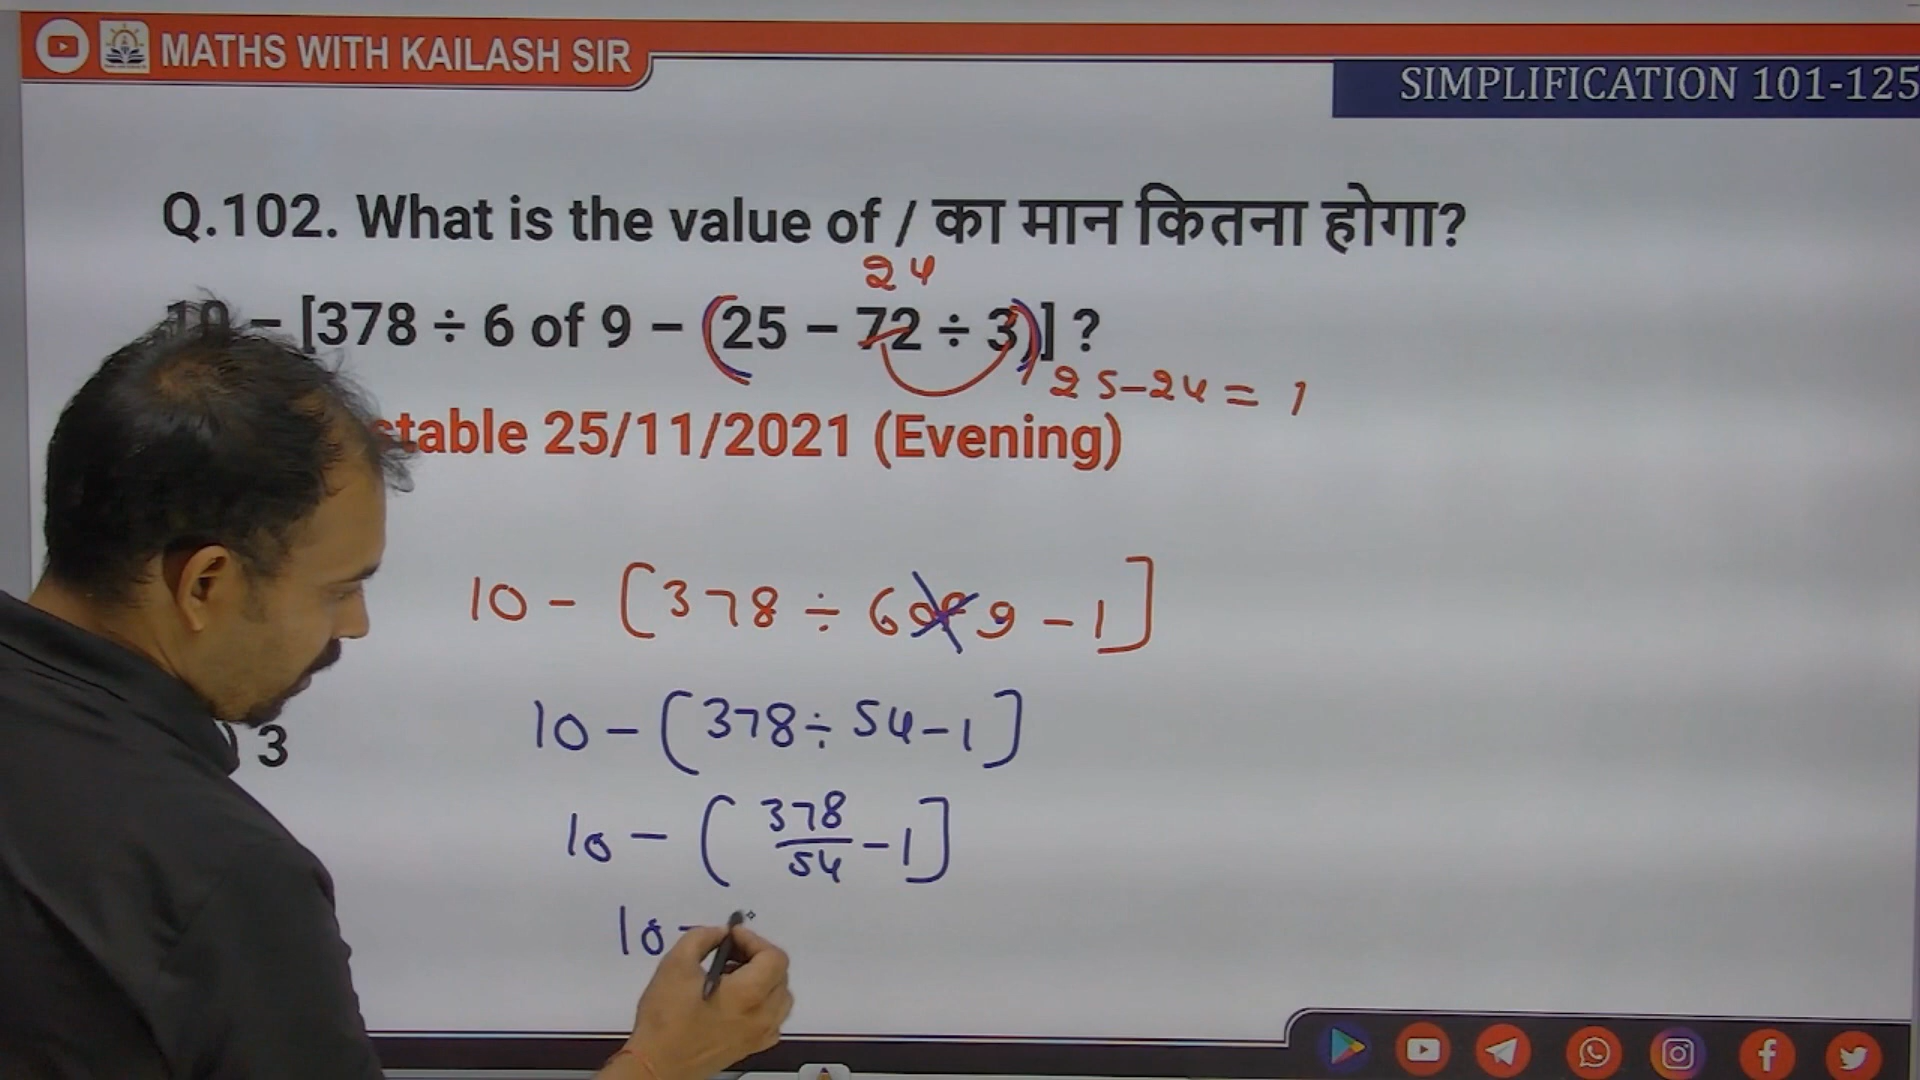 MATHS WITH KAILASH SIR
SIMPLIFICATION 101-125
Q.102. What is the value of / का मान कितना होगा?
24
10 – [378 ÷ 6 of 9 – (25 – 72 ÷ 3)] ?
25-24 = 1
stable 25/11/2021 (Evening)
10 - [378 ÷ 6 of 9 - 1]
10 - [378 ÷ 54 - 1]
) 3
10 - [378/54 - 1]
10 -